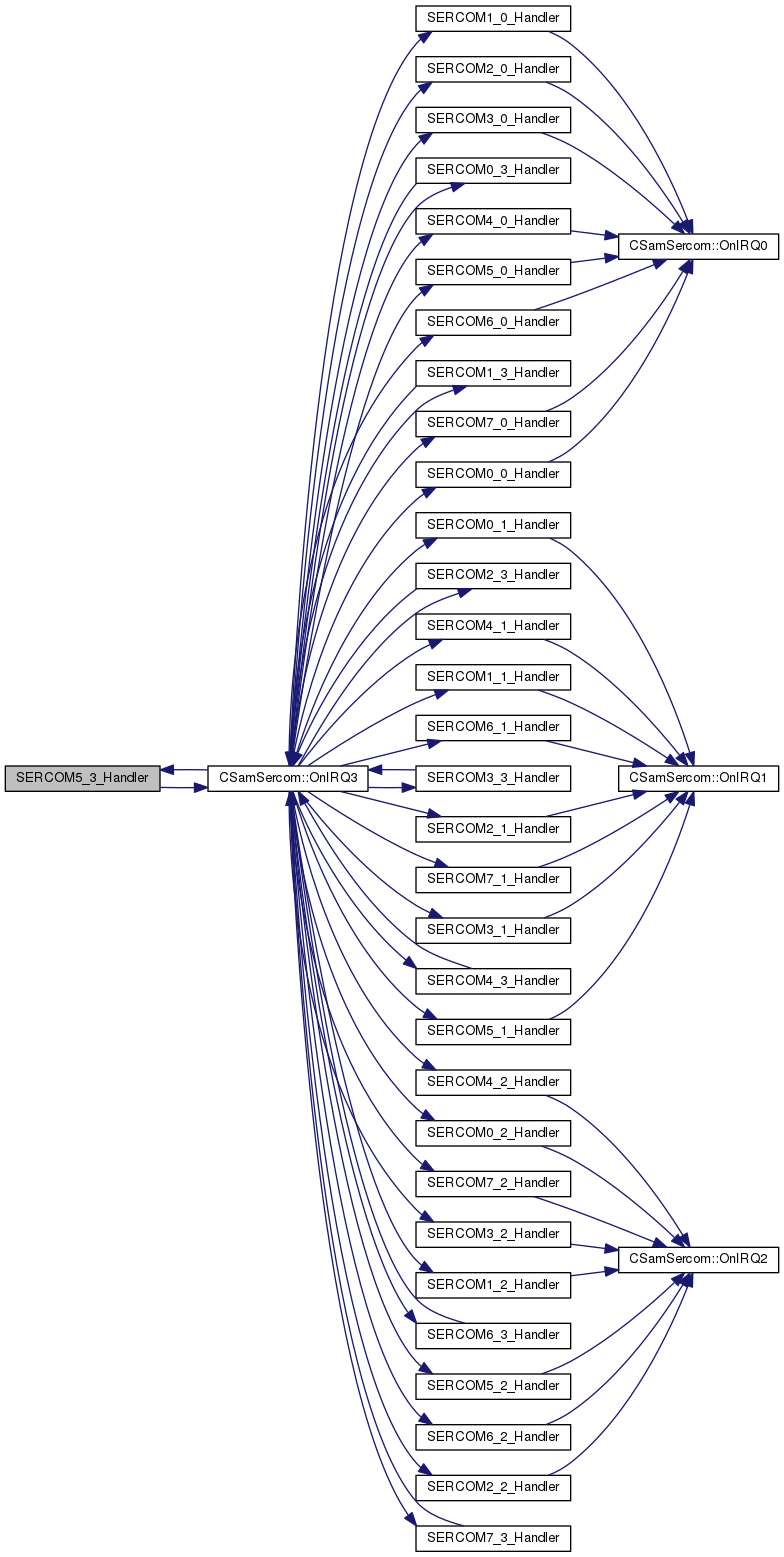 SERCOM1_0_Handler
SERCOM2_0_Handler
SERCOM3_0_Handler
SERCOM0_3_Handler
SERCOM4_0_Handler
CSamSercom::OnIRQ0
SERCOM5_0_Handler
SERCOM6_0_Handler
SERCOM1_3_Handler
SERCOM7_0_Handler
SERCOM0_0_Handler
SERCOM0_1_Handler
SERCOM2_3_Handler
SERCOM4_1_Handler
SERCOM1_1_Handler
SERCOM6_1_Handler
SERCOM5_3_Handler
CSamSercom::OnIRQ3
SERCOM3_3_Handler
CSamSercom::OnIRQ1
SERCOM2_1_Handler
SERCOM7_1_Handler
SERCOM3_1_Handler
SERCOM4_3_Handler
SERCOM5_1_Handler
SERCOM4_2_Handler
SERCOM0_2_Handler
SERCOM7_2_Handler
SERCOM3_2_Handler
CSamSercom::OnIRQ2
SERCOM1_2_Handler
SERCOM6_3_Handler
SERCOM5_2_Handler
SERCOM6_2_Handler
SERCOM2_2_Handler
SERCOM7_3_Handler